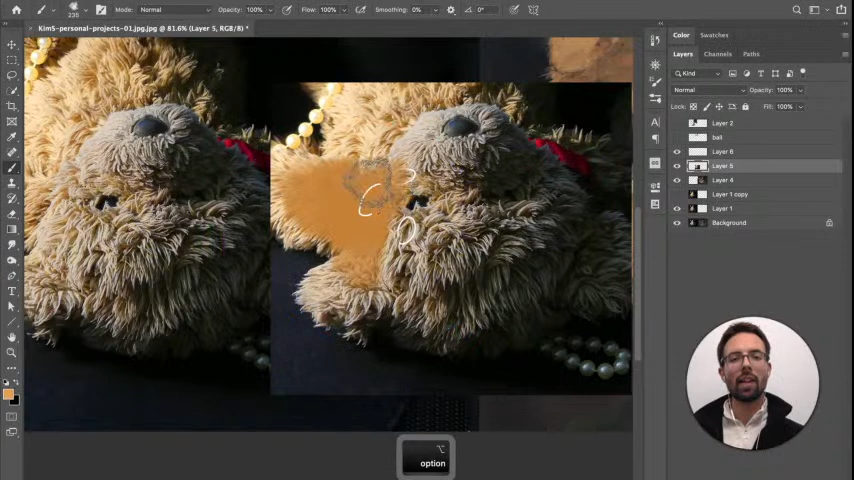 235
Mode: Normal
Opacity: 100%
Flow: 100%
Smoothing: 0%
0°
KimS-personal-projects-01.jpg.jpg @ 81.6% (Layer 5, RGB/8) *
Color
Swatches
Layers
Channels
Paths
Kind
Normal
Opacity: 100%
Lock:
Fill: 100%
Layer 2
ball
Layer 6
Layer 5
Layer 4
Layer 1 copy
Layer 1
Background
option